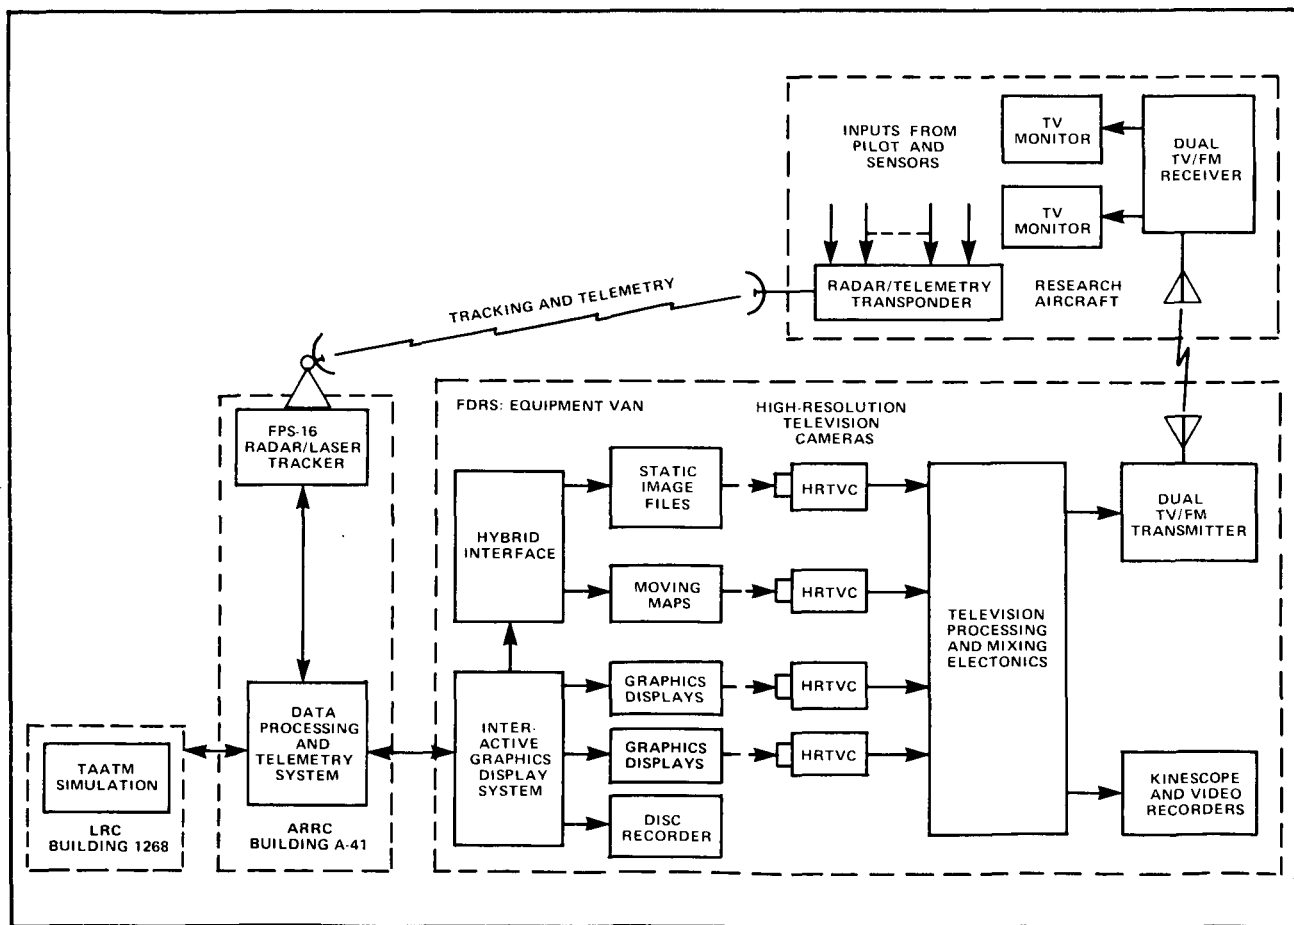 INPUTS FROM
PILOT AND
SENSORS
TV
MONITOR
DUAL
TV/FM
RECEIVER
TV
MONITOR
RADAR/TELEMETRY
TRANSPONDER
RESEARCH
AIRCRAFT
TRACKING AND TELEMETRY
FPS-16
RADAR/LASER
TRACKER
FDRS: EQUIPMENT VAN
HIGH-RESOLUTION
TELEVISION
CAMERAS
HYBRID
INTERFACE
STATIC
IMAGE
FILES
HRTVC
DUAL
TV/FM
TRANSMITTER
MOVING
MAPS
HRTVC
TELEVISION
PROCESSING
AND MIXING
ELECTONICS
GRAPHICS
DISPLAYS
HRTVC
DATA
PROCESSING
AND
TELEMETRY
SYSTEM
INTER-
ACTIVE
GRAPHICS
DISPLAY
SYSTEM
GRAPHICS
DISPLAYS
HRTVC
TAATM
SIMULATION
DISC
RECORDER
KINESCOPE
AND VIDEO
RECORDERS
LRC
BUILDING 1268
ARRC
BUILDING A-41